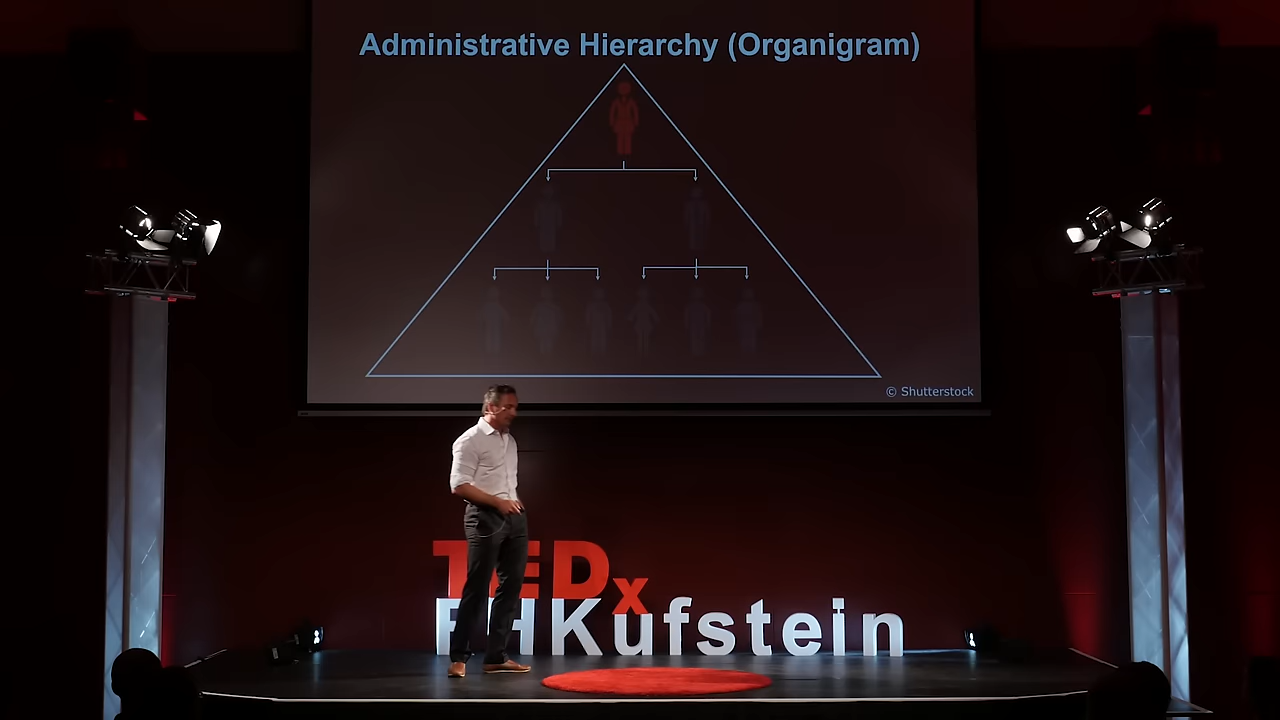 Administrative Hierarchy (Organigram)
© Shutterstock
TEDx
FHKufstein